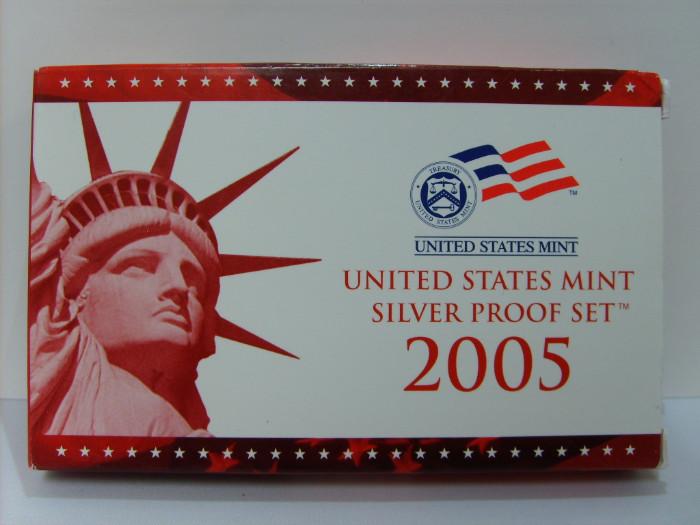 TREASURY
UNITED STATES MINT
™
UNITED STATES MINT
UNITED STATES MINT
SILVER PROOF SET™
2005